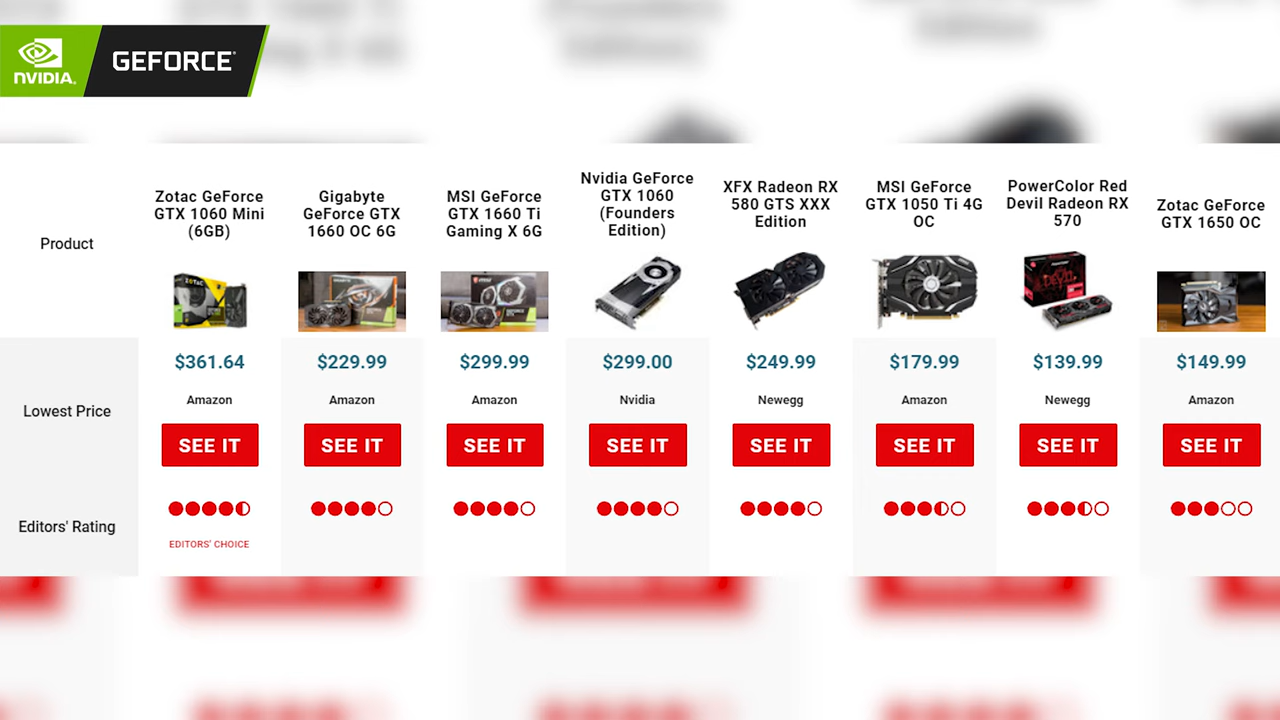 NVIDIA.
GEFORCE
Product
Zotac GeForce
GTX 1060 Mini
(6GB)
Gigabyte
GeForce GTX
1660 OC 6G
MSI GeForce
GTX 1660 Ti
Gaming X 6G
Nvidia GeForce
GTX 1060
(Founders
Edition)
XFX Radeon RX
580 GTS XXX
Edition
MSI GeForce
GTX 1050 Ti 4G
OC
PowerColor Red
Devil Radeon RX
570
Zotac GeForce
GTX 1650 OC
Lowest Price
$361.64
Amazon
SEE IT
$229.99
Amazon
SEE IT
$299.99
Amazon
SEE IT
$299.00
Nvidia
SEE IT
$249.99
Newegg
SEE IT
$179.99
Amazon
SEE IT
$139.99
Newegg
SEE IT
$149.99
Amazon
SEE IT
Editors' Rating
EDITORS' CHOICE